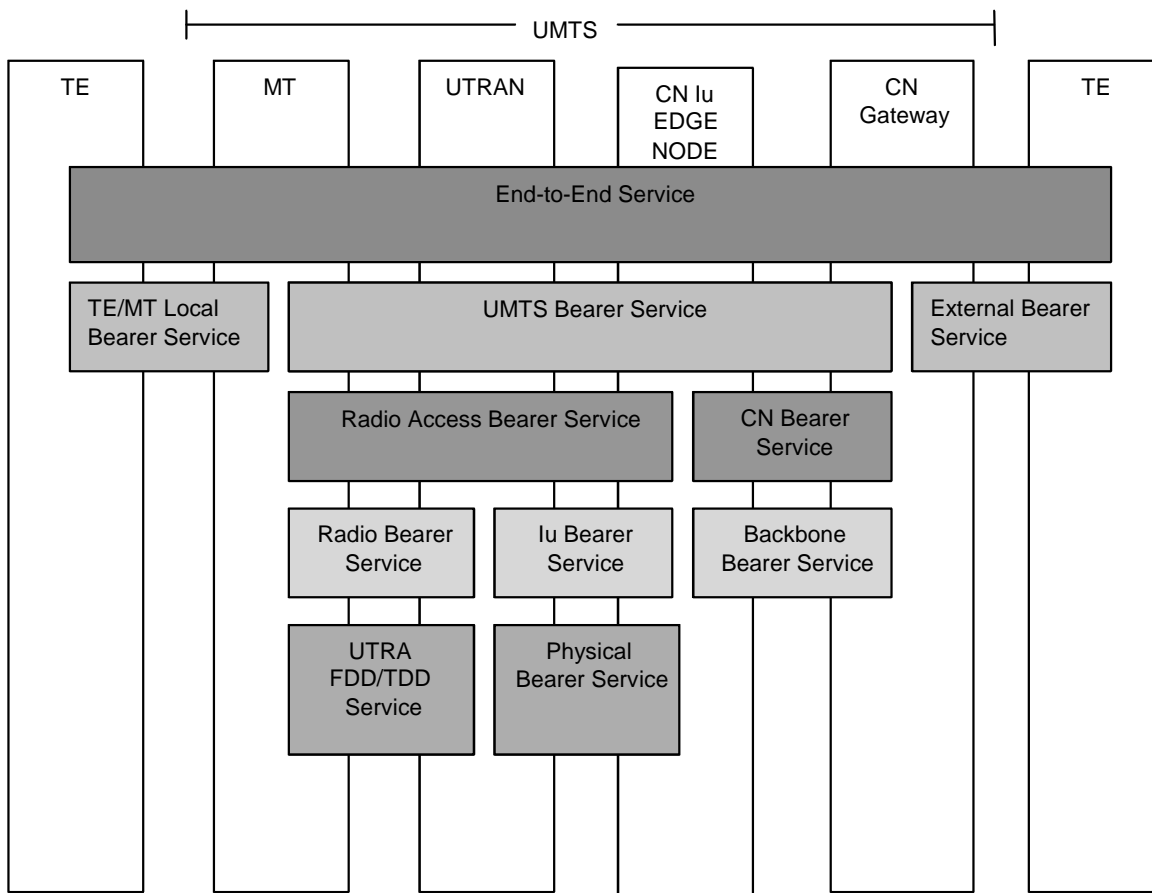 UMTS
TE
MT
UTRAN
CN Iu
EDGE
NODE
CN
Gateway
TE
End-to-End Service
TE/MT Local
Bearer Service
UMTS Bearer Service
External Bearer
Service
Radio Access Bearer Service
CN Bearer
Service
Radio Bearer
Service
Iu Bearer
Service
Backbone
Bearer Service
UTRA
FDD/TDD
Service
Physical
Bearer Service